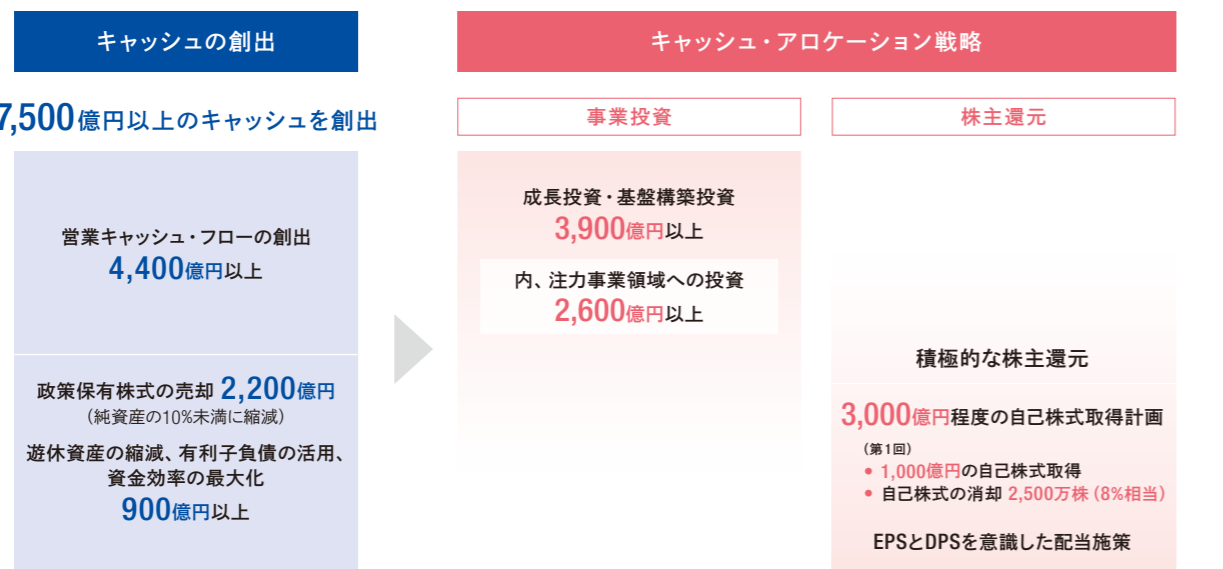 キャッシュの創出
7,500億円以上のキャッシュを創出
営業キャッシュ・フローの創出
4,400億円以上
政策保有株式の売却 2,200億円
（純資産の10%未満に縮減）
遊休資産の縮減、有利子負債の活用、
資金効率の最大化
900億円以上
キャッシュ・アロケーション戦略
事業投資
成長投資・基盤構築投資
3,900億円以上
内、注力事業領域への投資
2,600億円以上
株主還元
積極的な株主還元
3,000億円程度の自己株式取得計画
（第1回）
• 1,000億円の自己株式取得
• 自己株式の消却 2,500万株（8%相当）
EPSとDPSを意識した配当施策